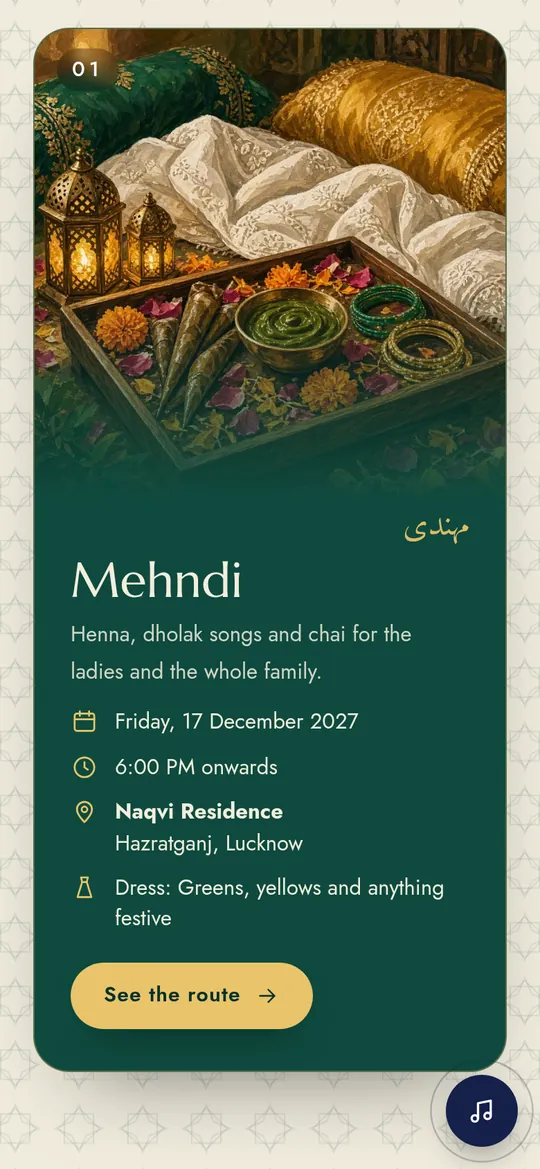 01
مہندی
Mehndi
Henna, dholak songs and chai for the
ladies and the whole family.
Friday, 17 December 2027
6:00 PM onwards
Naqvi Residence
Hazratganj, Lucknow
Dress: Greens, yellows and anything
festive
See the route →